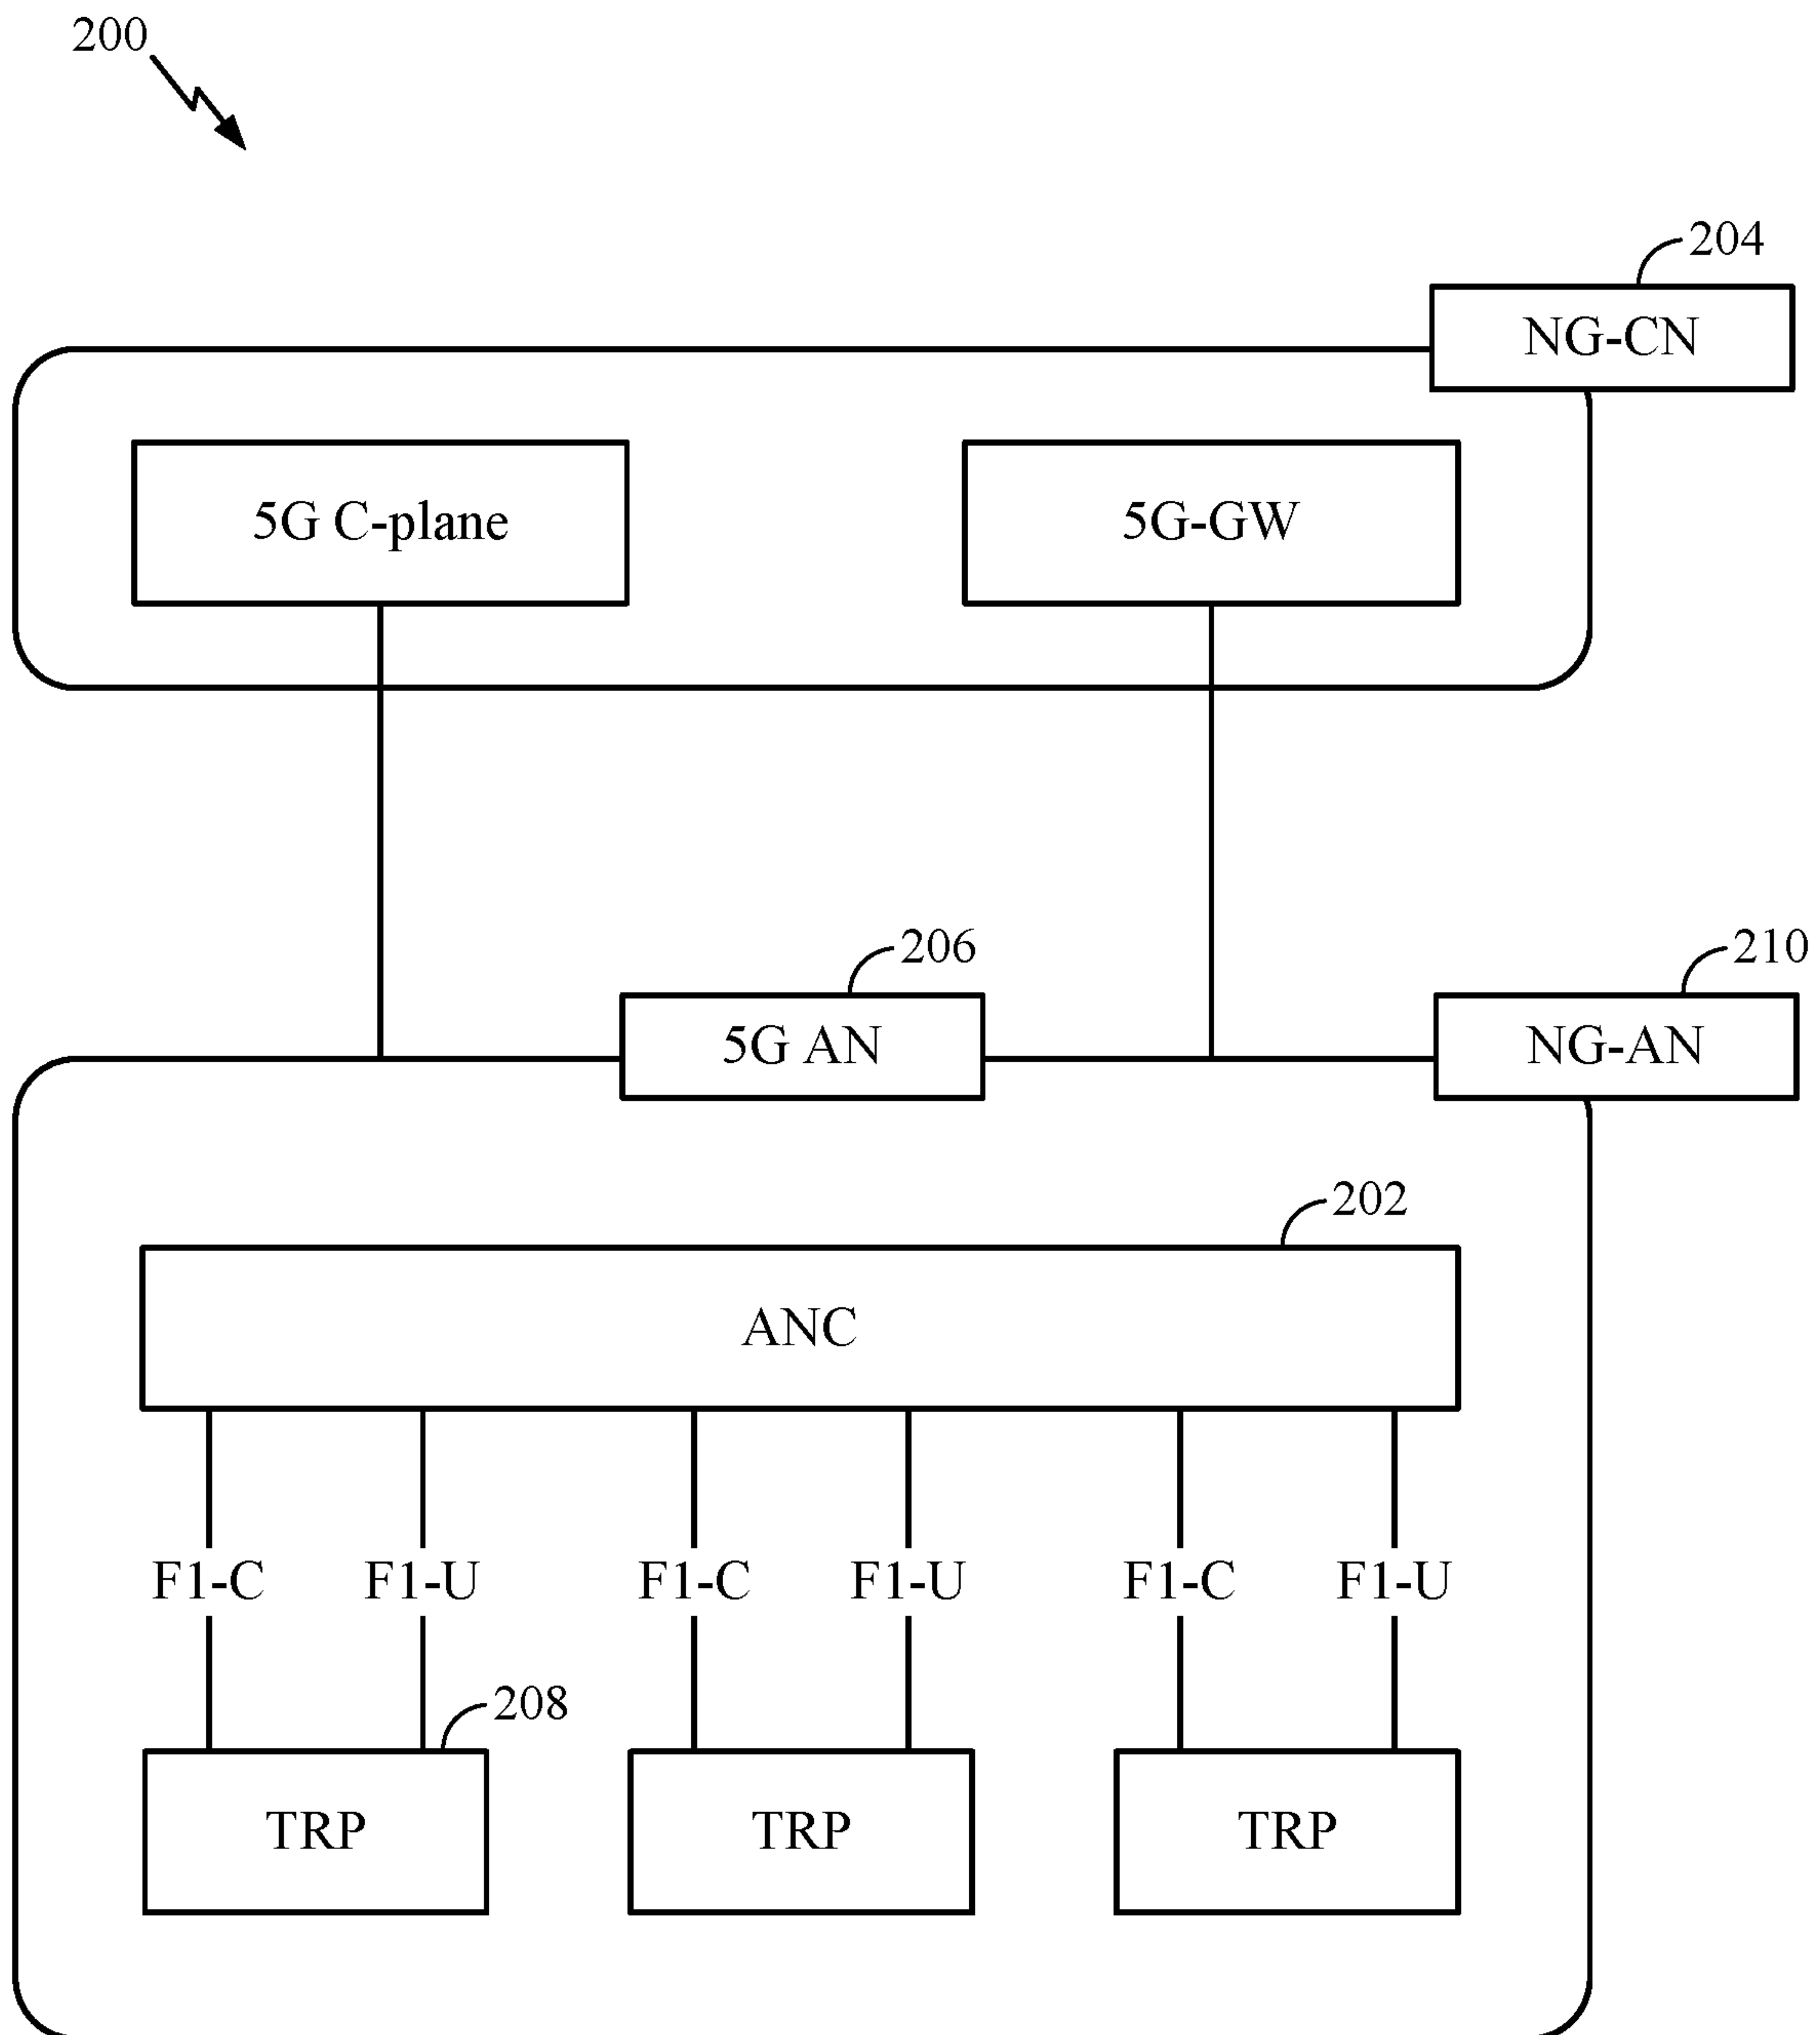 200
204
NG-CN
5G C-plane
5G-GW
206
210
5G AN
NG-AN
202
ANC
F1-C
F1-U
F1-C
F1-U
F1-C
F1-U
208
TRP
TRP
TRP